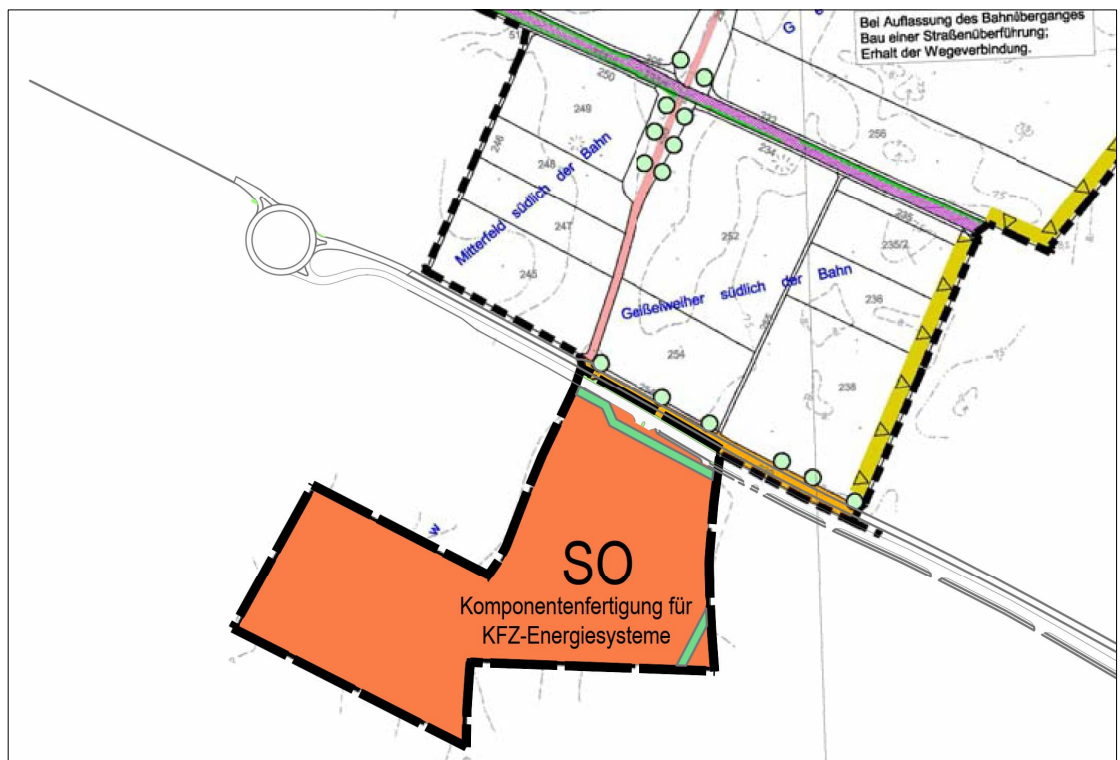 Bei Auflassung des Bahnüberganges
Bau einer Straßenüberführung;
Erhalt der Wegeverbindung.
G
250
249
246
248
247
245
Mitterfeld südlich der Bahn
233
234
256
252
235
235/2
236
238
254
255
Geißelweiher südlich der Bahn
w
SO
Komponentenfertigung für
KFZ-Energiesysteme